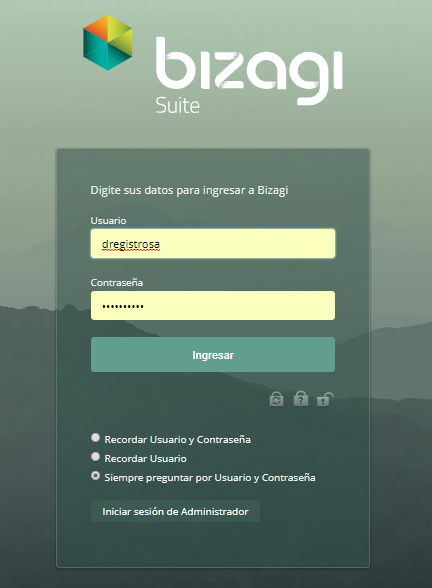 bizagi
Suite
Digite sus datos para ingresar a Bizagi
Usuario
dregistrosa
Contraseña
••••••••••
Ingresar
Recordar Usuario y Contraseña
Recordar Usuario
Siempre preguntar por Usuario y Contraseña
Iniciar sesión de Administrador